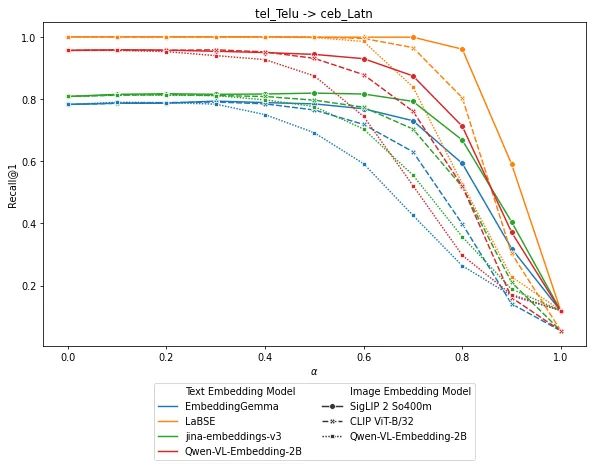 tel_Telu -> ceb_Latn
1.0
0.8
0.6
0.4
0.2
Recall@1
0.0 0.2 0.4 0.6 0.8 1.0
α
Text Embedding Model
EmbeddingGemma
LaBSE
jina-embeddings-v3
Qwen-VL-Embedding-2B
Image Embedding Model
SigLIP 2 So400m
CLIP ViT-B/32
Qwen-VL-Embedding-2B